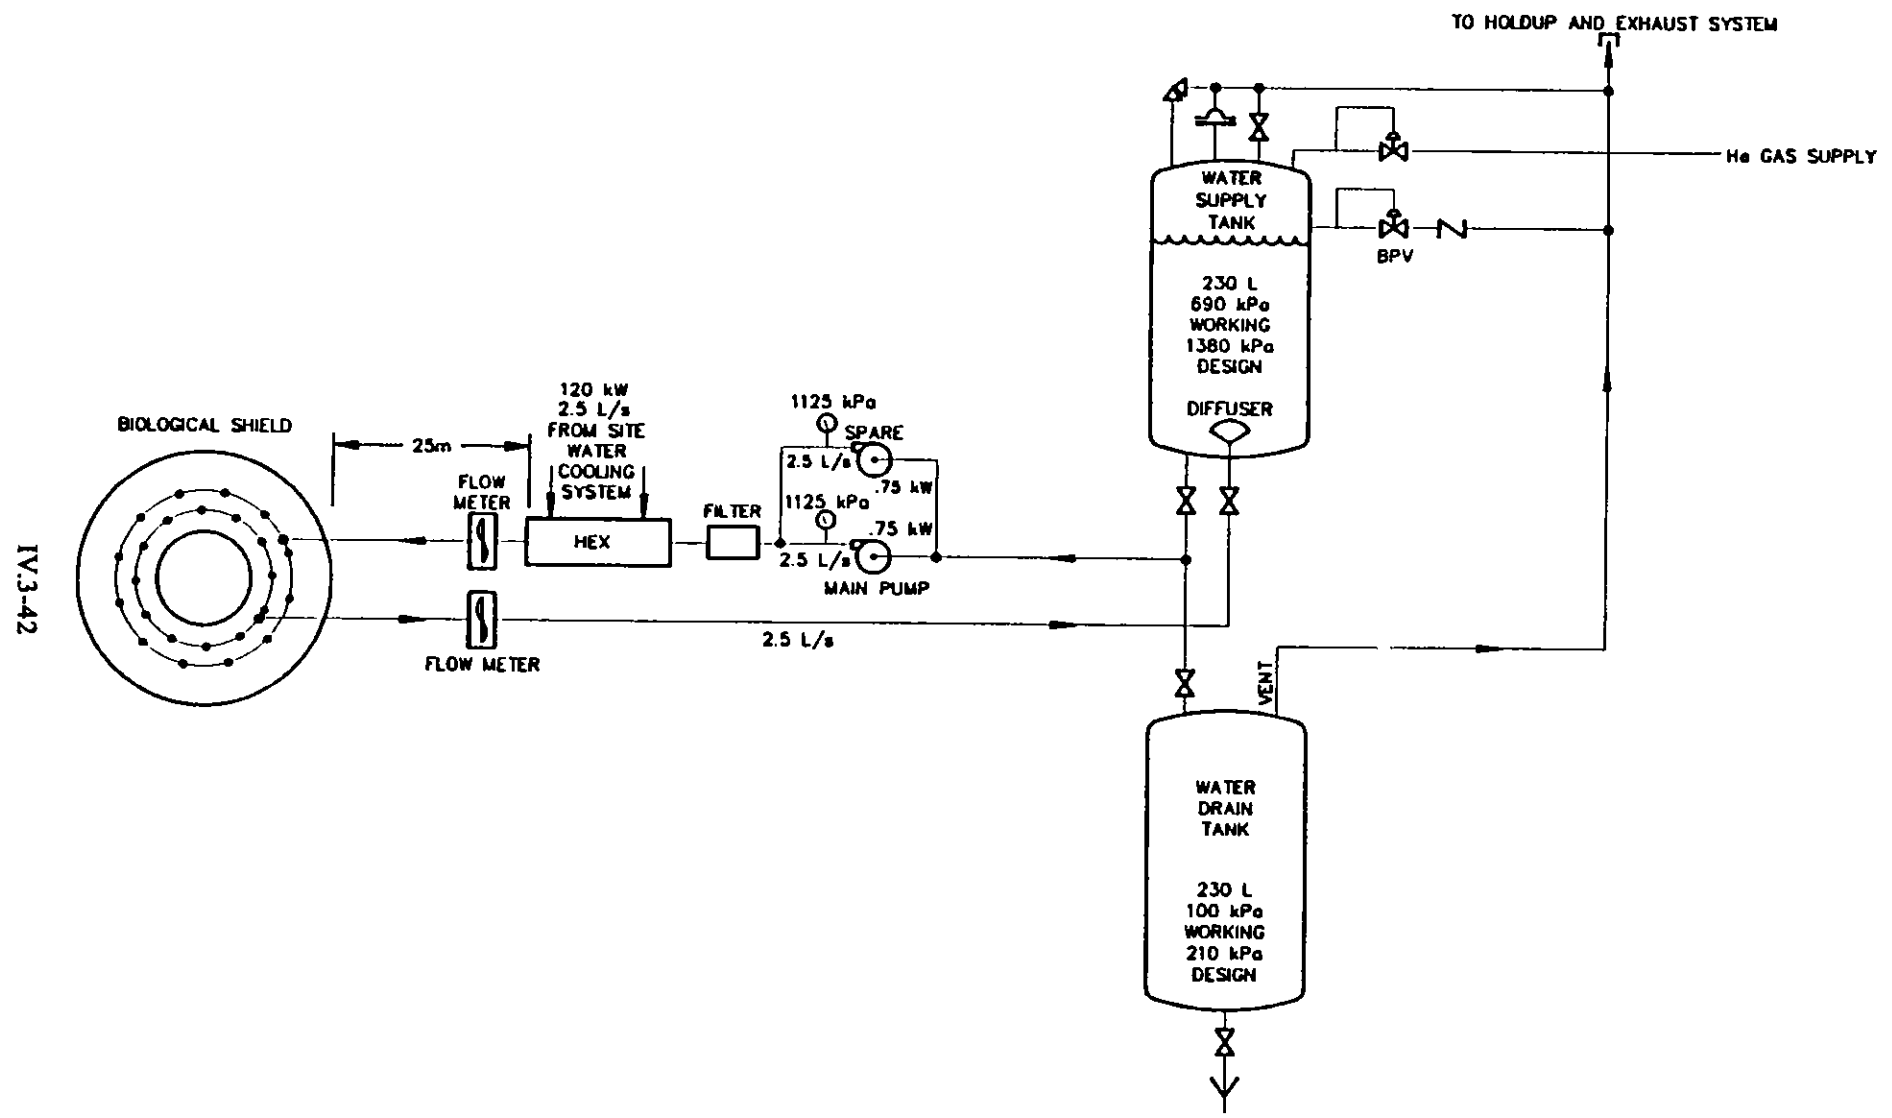 TO HOLDUP AND EXHAUST SYSTEM
He GAS SUPPLY
WATER
SUPPLY
TANK
BPV
230 L
690 kPa
WORKING
1380 kPa
DESIGN
DIFFUSER
120 kW
2.5 L/s
FROM SITE
WATER
COOLING
SYSTEM
1125 kPa
SPARE
2.5 L/s
.75 kW
BIOLOGICAL SHIELD
25m
FLOW
METER
HEX
FILTER
1125 kPa
.75 kW
2.5 L/s
MAIN PUMP
FLOW METER
2.5 L/s
VENT
WATER
DRAIN
TANK
230 L
100 kPa
WORKING
210 kPa
DESIGN
IV.3-42